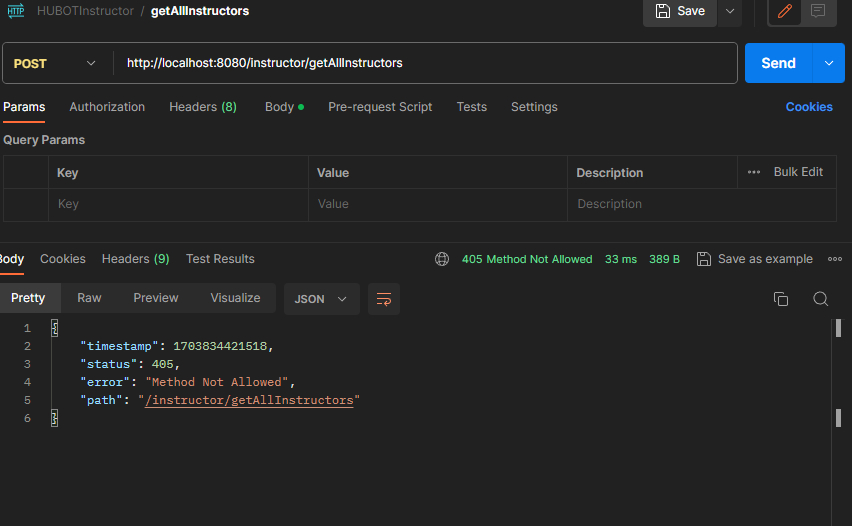 HTTP HUBOTInstructor / getAllInstructors Save
POST http://localhost:8080/instructor/getAllInstructors Send
Params Authorization Headers (8) Body Pre-request Script Tests Settings Cookies
Query Params
Key Value Description Bulk Edit
Key Value Description
Body Cookies Headers (9) Test Results 405 Method Not Allowed 33 ms 389 B Save as example
Pretty Raw Preview Visualize JSON
1 {
2 "timestamp": 1703834421518,
3 "status": 405,
4 "error": "Method Not Allowed",
5 "path": "/instructor/getAllInstructors"
6 }